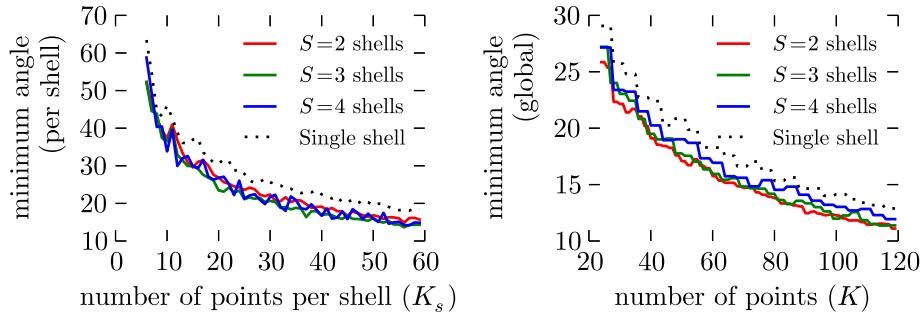 minimum angle
(per shell)
70
60
50
40
30
20
10
0 10 20 30 40 50 60
S=2 shells
S=3 shells
S=4 shells
Single shell
number of points per shell (K_s)
minimum angle
(global)
30
25
20
15
10
20 40 60 80 100 120
S=2 shells
S=3 shells
S=4 shells
Single shell
number of points (K)